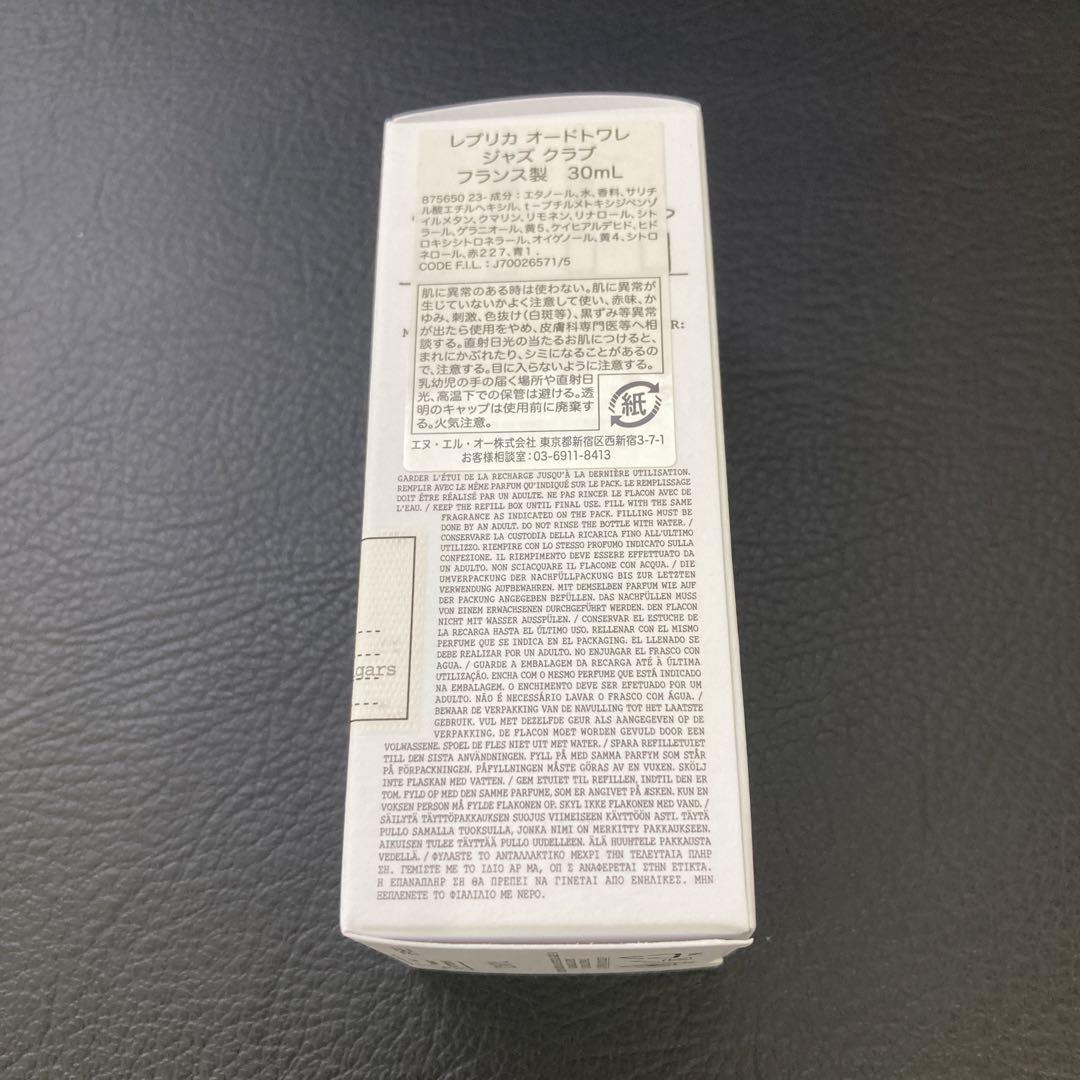 レプリカ オードトワレ
ジャズ クラブ
フランス製 30mL
875650 23- 成分：エタノール、水、香料、サリチ
ル酸エチルヘキシル、t-ブチルメトキシジベンゾ
イルメタン、クマリン、リモネン、リナロール、シト
ラール、ゲラニオール、黄5、ケイヒアルデヒド、ヒド
ロキシシトロネラール、オイゲノール、黄4、シトロ
ネロール、赤227、青1．
CODE F.I.L. : J70026571/5
肌に異常のある時は使わない。肌に異常が
生じていないかよく注意して使い、赤味、か
ゆみ、刺激、色抜け(白斑等)、黒ずみ等異常
が出たら使用をやめ、皮膚科専門医等へ相
談する。直射日光の当たるお肌につけると、
まれにかぶれたり、シミになることがあるの
で、注意する。目に入らないように注意する。
乳幼児の手の届く場所や直射日
光、高温下での保管は避ける。透
明のキャップは使用前に廃棄す
る。火気注意。
紙
エヌ・エル・オー株式会社 東京都新宿区西新宿3-7-1
お客様相談室：03-6911-8413
R:
GARDER L'ÉTUI DE LA RECHARGE JUSQU'À LA DERNIÈRE UTILISATION.
REMPLIR AVEC LE MÊME PARFUM QU'INDIQUÉ SUR LE PACK. LE REMPLISSAGE
DOIT ÊTRE RÉALISÉ PAR UN ADULTE. NE PAS RINCER LE FLACON AVEC DE
L'EAU. / KEEP THE REFILL BOX UNTIL FINAL USE. FILL WITH THE SAME
FRAGRANCE AS INDICATED ON THE PACK. FILLING MUST BE
DONE BY AN ADULT. DO NOT RINSE THE BOTTLE WITH WATER. /
CONSERVARE LA CUSTODIA DELLA RICARICA FINO ALL'ULTIMO
UTILIZZO. RIEMPIRE CON LO STESSO PROFUMO INDICATO SULLA
CONFEZIONE. IL RIEMPIMENTO DEVE ESSERE EFFETTUATO DA
UN ADULTO. NON SCIACQUARE IL FLACONE CON ACQUA. / DIE
UMVERPACKUNG DER NACHFÜLLPACKUNG BIS ZUR LETZTEN
VERWENDUNG AUFBEWAHREN. MIT DEMSELBEN PARFUM WIE AUF
DER PACKUNG ANGEGEBEN BEFÜLLEN. DAS NACHFÜLLEN MUSS
VON EINEM ERWACHSENEN DURCHGEFÜHRT WERDEN. DEN FLACON
NICHT MIT WASSER AUSSPÜLEN. / CONSERVAR EL ESTUCHE DE
LA RECARGA HASTA EL ÚLTIMO USO. RELLENAR CON EL MISMO
PERFUME QUE SE INDICA EN EL PACKAGING. EL LLENADO SE
DEBE REALIZAR POR UN ADULTO. NO ENJUAGAR EL FRASCO CON
AGUA. / GUARDE A EMBALAGEM DA RECARGA ATÉ À ÚLTIMA
gars
UTILIZAÇÃO. ENCHA COM O MESMO PERFUME QUE ESTÁ INDICADO
NA EMBALAGEM. O ENCHIMENTO DEVE SER EFETUADO POR UM
ADULTO. NÃO É NECESSÁRIO LAVAR O FRASCO COM ÁGUA. /
BEWAAR DE VERPAKKING VAN DE NAVULLING TOT HET LAATSTE
GEBRUIK. VUL MET DEZELFDE GEUR ALS AANGEGEVEN OP DE
VERPAKKING. DE FLACON MOET WORDEN GEVULD DOOR EEN
VOLWASSENE. SPOEL DE FLES NIET UIT MET WATER. / SPARA REFILLETUIET
TILL DEN SISTA ANVÄNDNINGEN. FYLL PÅ MED SAMMA PARFYM SOM STÅR
PÅ FÖRPACKNINGEN. PÅFYLLNINGEN MÅSTE GÖRAS AV EN VUXEN. SKÖLJ
INTE FLASKAN MED VATTEN. / GEM ETUIET TIL REFILLEN, INDTIL DEN ER
TOM. FYLD OP MED DEN SAMME PARFUME, SOM ER ANGIVET PÅ ÆSKEN. KUN EN
VOKSEN PERSON MÅ FYLDE FLAKONEN OP. SKYL IKKE FLAKONEN MED VAND. /
SÄILYTÄ TÄYTTÖPAKKAUKSEN SUOJUS VIIMEISEEN KÄYTTÖÖN ASTI. TÄYTÄ
PULLO SAMALLA TUOKSULLA, JONKA NIMI ON MERKITTY PAKKAUKSEEN.
AIKUISEN TULEE TÄYTTÄÄ PULLO UUDELLEEN. ÄLÄ HUUHTELE PAKKAUSTA
VEDELLÄ. / ΦΥΛΑΞΤΕ ΤΟ ΑΝΤΑΛΛΑΚΤΙΚΟ ΜΕΧΡΙ ΤΗΝ ΤΕΛΕΥΤΑΙΑ ΠΛΗΡ
ΣΗ. ΓΕΜΙΣΤΕ ΜΕ ΤΟ ΙΔΙΟ ΑΡ ΜΑ, ΟΠ Σ ΑΝΑΦΕΡΕΤΑΙ ΣΤΗΝ ΕΤΙΚΤΑ.
Η ΕΠΑΝΑΠΛΗΡ ΣΗ ΘΑ ΠΡΕΠΕΙ ΝΑ ΓΙΝΕΤΑΙ ΑΠΟ ΕΝΗΛΙΚΕΣ. ΜΗΝ
ΞΕΠΛΕΝΕΤΕ ΤΟ ΦΙΑΛΙΛΙΟ ΜΕ ΝΕΡΟ.